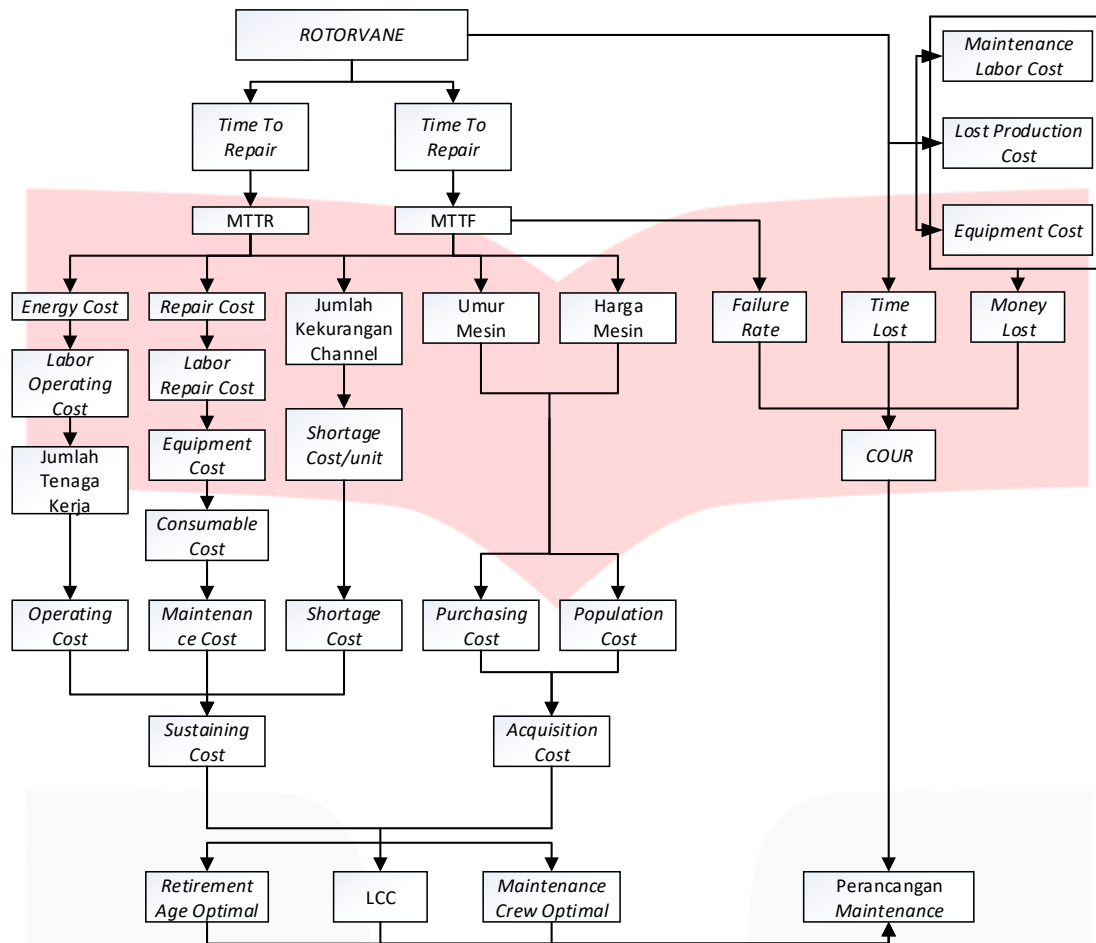 ROTORVANE
Maintenance
Labor Cost
Time To
Repair
Time To
Repair
Lost Production
Cost
MTTR
MTTF
Equipment Cost
Energy Cost
Repair Cost
Jumlah
Kekurangan
Channel
Umur
Mesin
Harga
Mesin
Failure
Rate
Time
Lost
Money
Lost
Labor
Operating
Cost
Labor
Repair Cost
Shortage
Cost/unit
Equipment
Cost
COUR
Jumlah
Tenaga
Kerja
Consumable
Cost
Operating
Cost
Maintenan
ce Cost
Shortage
Cost
Purchasing
Cost
Population
Cost
Sustaining
Cost
Acquisition
Cost
Retirement
Age Optimal
LCC
Maintenance
Crew Optimal
Perancangan
Maintenance